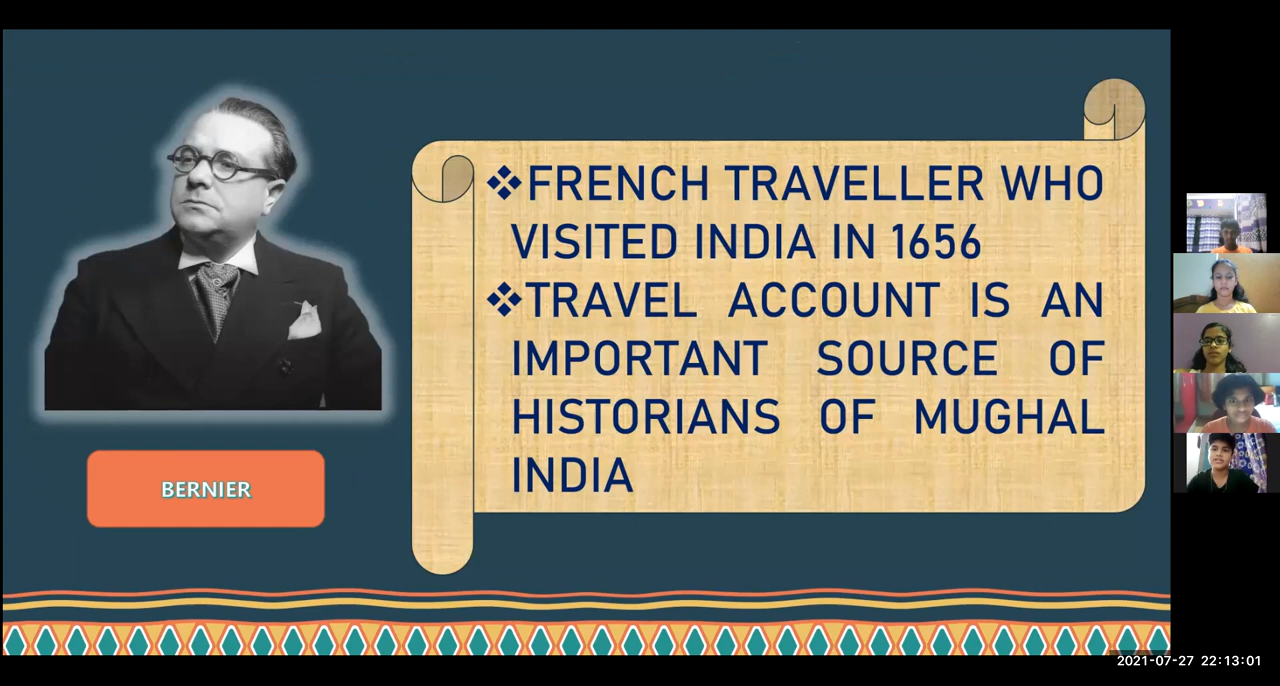 ❖FRENCH TRAVELLER WHO
VISITED INDIA IN 1656
❖TRAVEL ACCOUNT IS AN
IMPORTANT SOURCE OF
HISTORIANS OF MUGHAL
INDIA
BERNIER
2021-07-27 22:13:01